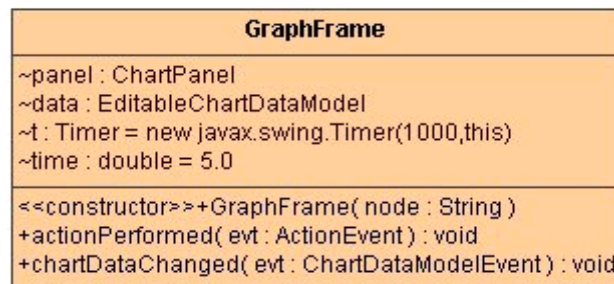 GraphFrame
~panel : ChartPanel
~data : EditableChartDataModel
~t : Timer = new javax.swing.Timer(1000,this)
~time : double = 5.0
<<constructor>>+GraphFrame( node : String )
+actionPerformed( evt : ActionEvent ) : void
+chartDataChanged( evt : ChartDataModelEvent ) : void